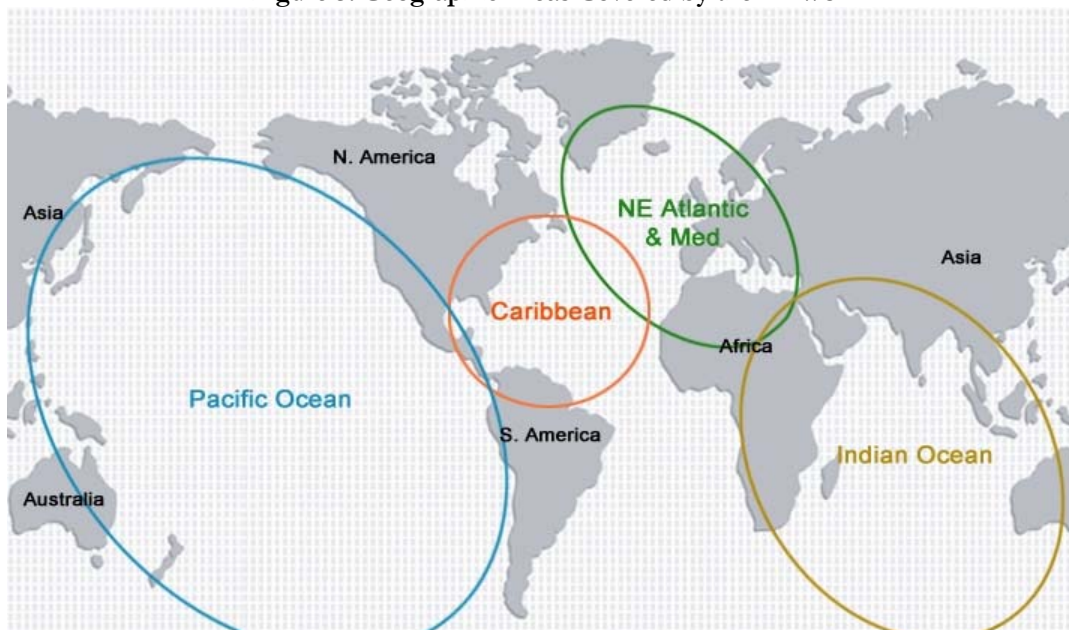 N. America
Asia
NE Atlantic
& Med
Asia
Caribbean
Africa
Pacific Ocean
S. America
Indian Ocean
Australia